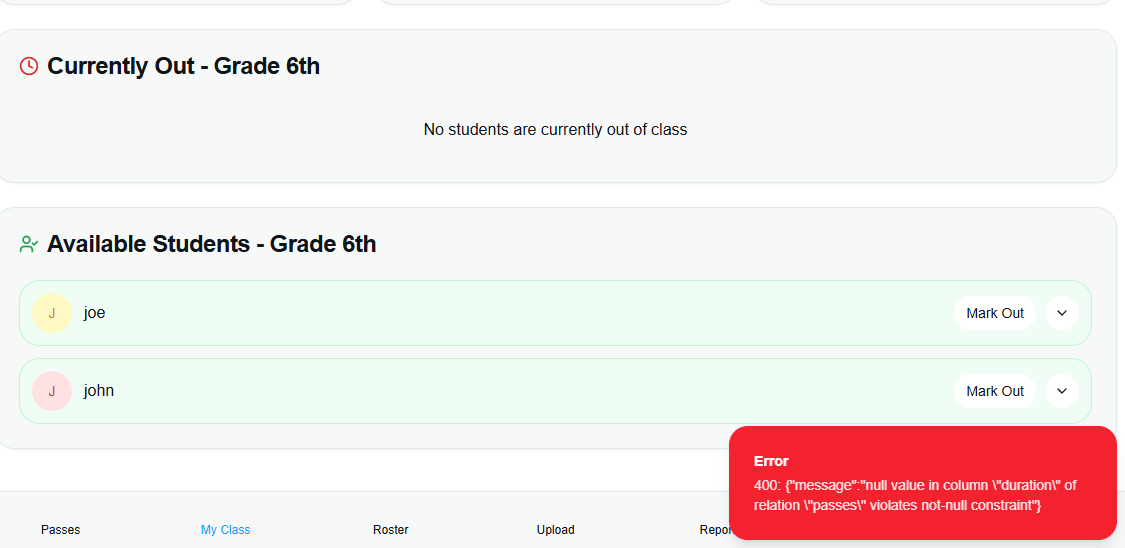 Currently Out - Grade 6th
No students are currently out of class
Available Students - Grade 6th
J joe Mark Out
J john Mark Out
Error
400: {"message":"null value in column \"duration\" of
relation \"passes\" violates not-null constraint"}
Passes My Class Roster Upload Repor